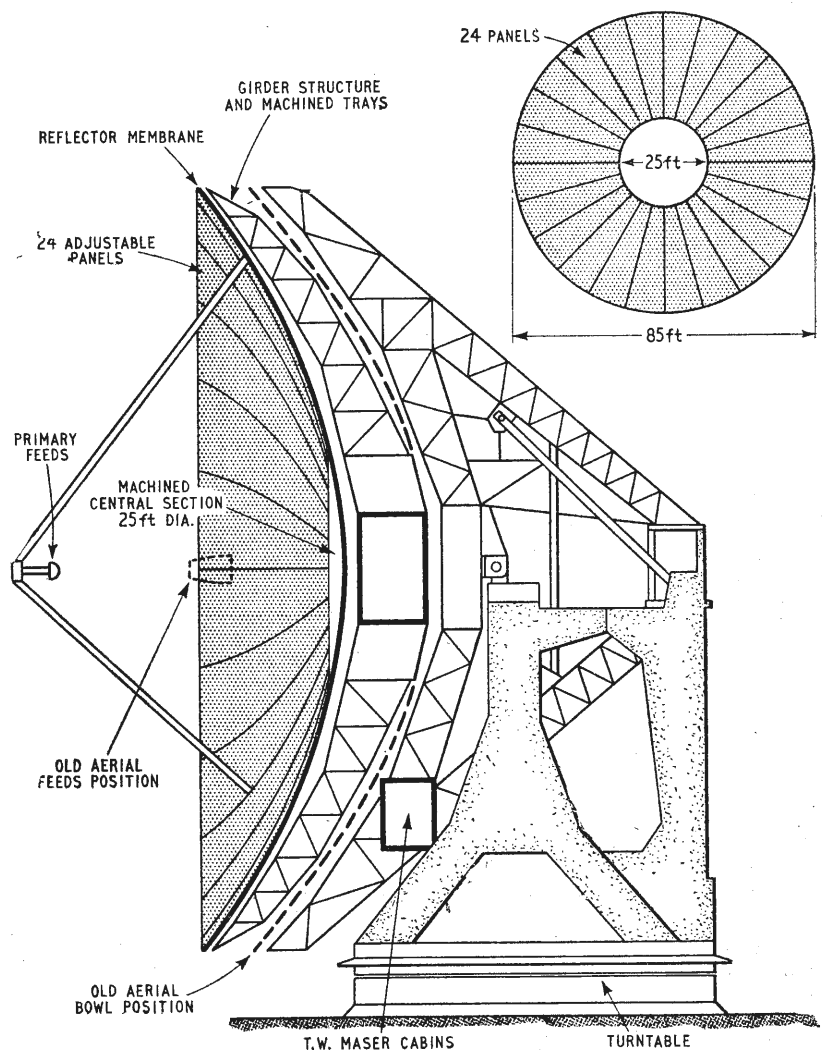 24 PANELS
GIRDER STRUCTURE
AND MACHINED TRAYS
REFLECTOR MEMBRANE
25ft
24 ADJUSTABLE
PANELS
85ft
PRIMARY
FEEDS
MACHINED
CENTRAL SECTION
25ft DIA.
OLD AERIAL
FEEDS POSITION
OLD AERIAL
BOWL POSITION
T.W. MASER CABINS
TURNTABLE